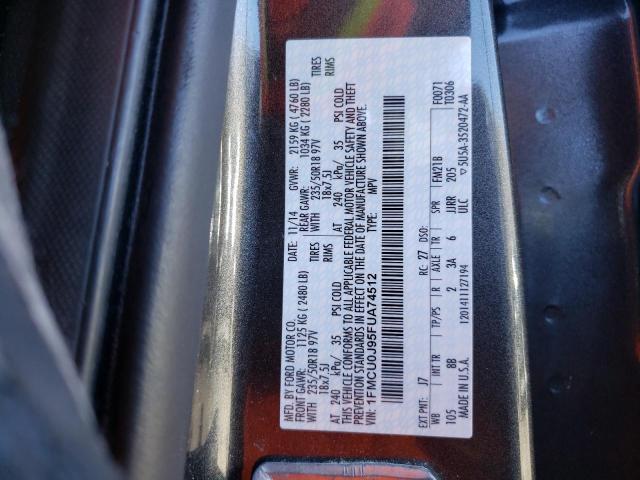 MFD. BY FORD MOTOR CO.
DATE: 11/14 GVWR: 2159 KG ( 4760 LB)
FRONT GAWR: 1125 KG ( 2480 LB) REAR GAWR: 1034 KG ( 2280 LB)
WITH 235/50R18 97V TIRES WITH 235/50R18 97V TIRES
18x7.5J RIMS 18x7.5J RIMS
AT 240 kPa/ 35 PSI COLD AT 240 kPa/ 35 PSI COLD
THIS VEHICLE CONFORMS TO ALL APPLICABLE FEDERAL MOTOR VEHICLE SAFETY AND THEFT
PREVENTION STANDARDS IN EFFECT ON THE DATE OF MANUFACTURE SHOWN ABOVE.
VIN: 1FMCU0J95FUA74512 MPV
EXT PNT: J7 RC: 27 DSO: F0071
WB INT TR TP/PS R AXLE TR SPR FM21B T0306
105 8B 2 3A 6 JJRR 205
MADE IN U.S.A. 120141127194 ULC ▽5U5A-3520472-AA